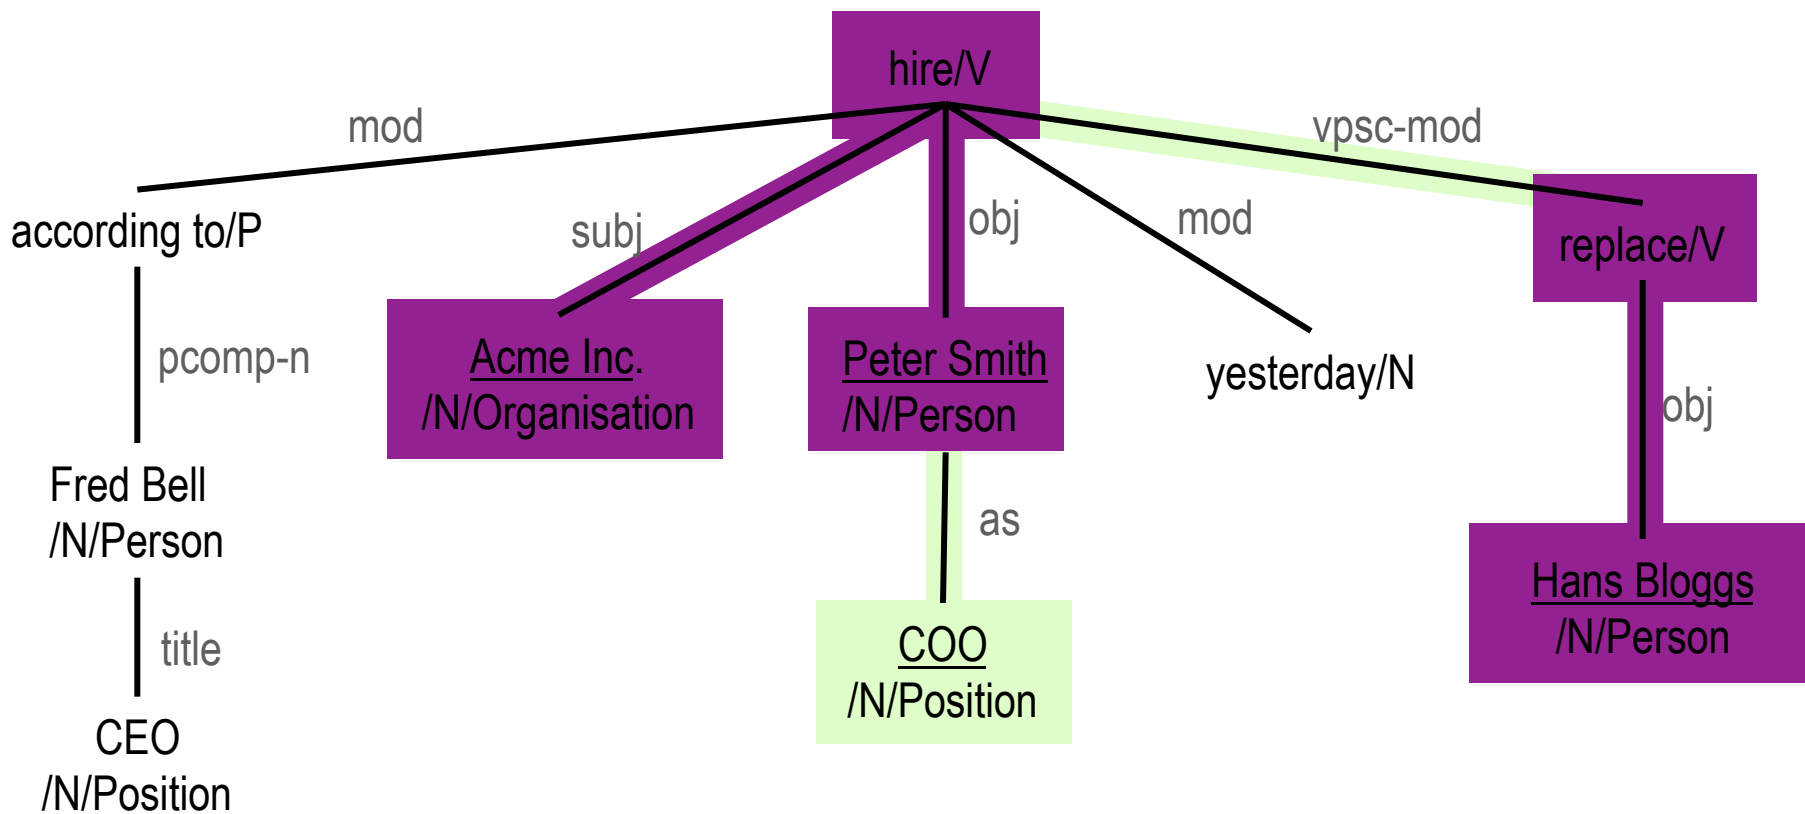 hire/V
mod
vpsc-mod
according to/P
subj
obj
mod
replace/V
pcomp-n
Acme Inc.
/N/Organisation
Peter Smith
/N/Person
yesterday/N
obj
Fred Bell
/N/Person
as
Hans Bloggs
/N/Person
title
COO
/N/Position
CEO
/N/Position